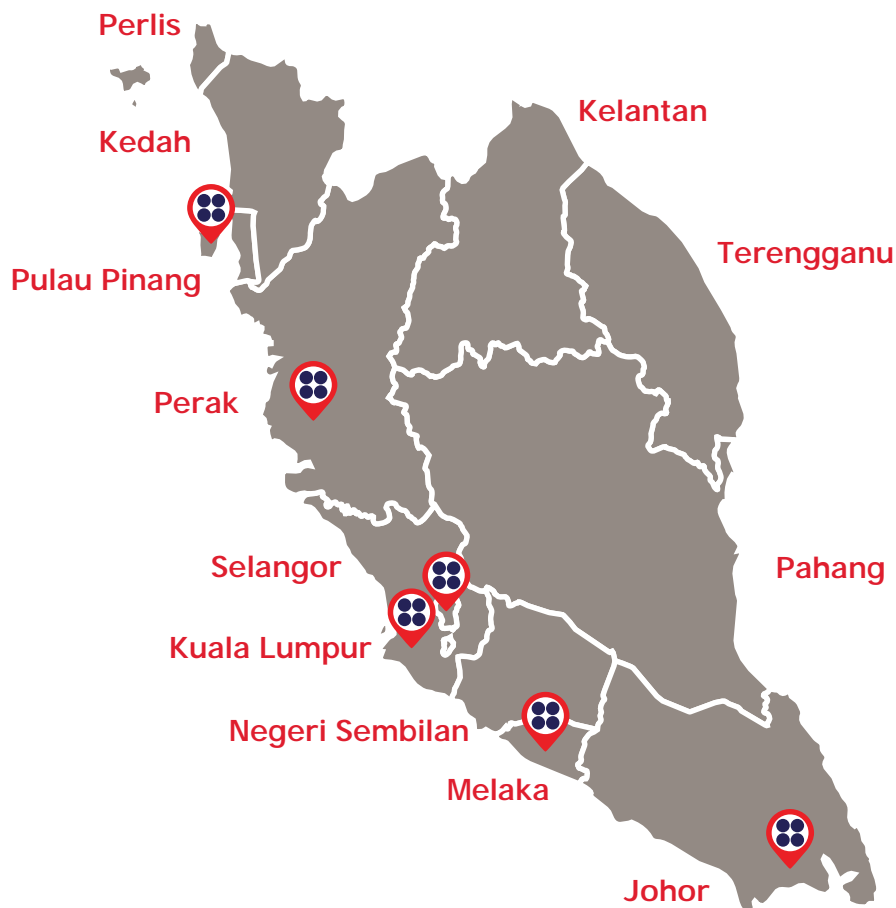 Perlis
Kelantan
Kedah
Terengganu
Pulau Pinang
Perak
Selangor
Pahang
Kuala Lumpur
Negeri Sembilan
Melaka
Johor